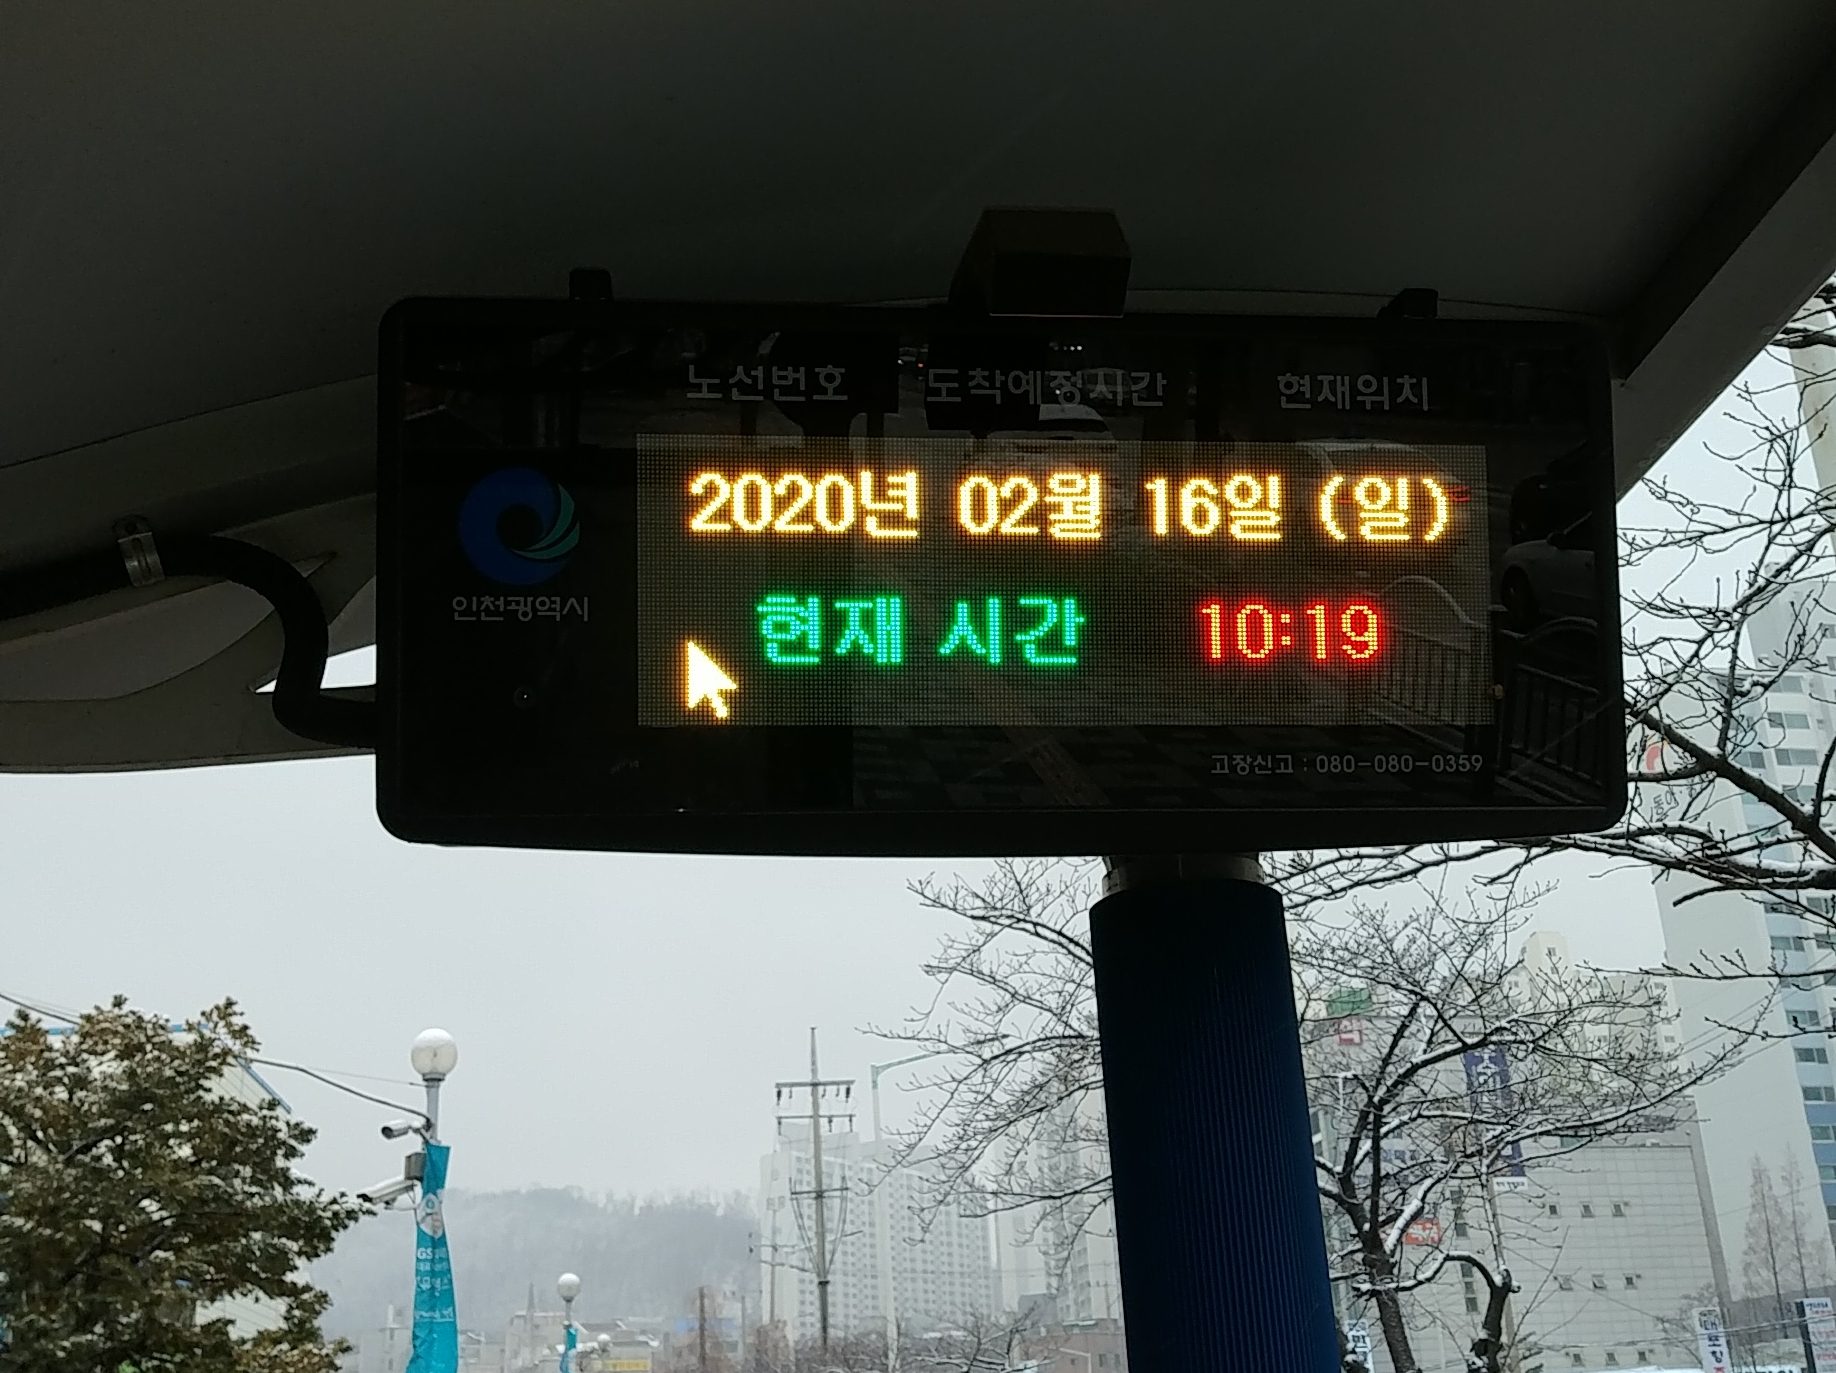 노선번호 도착예정시간 현재위치
2020년 02월 16일 (일)
인천광역시
현재 시간 10:19
고장신고 : 080-080-0359